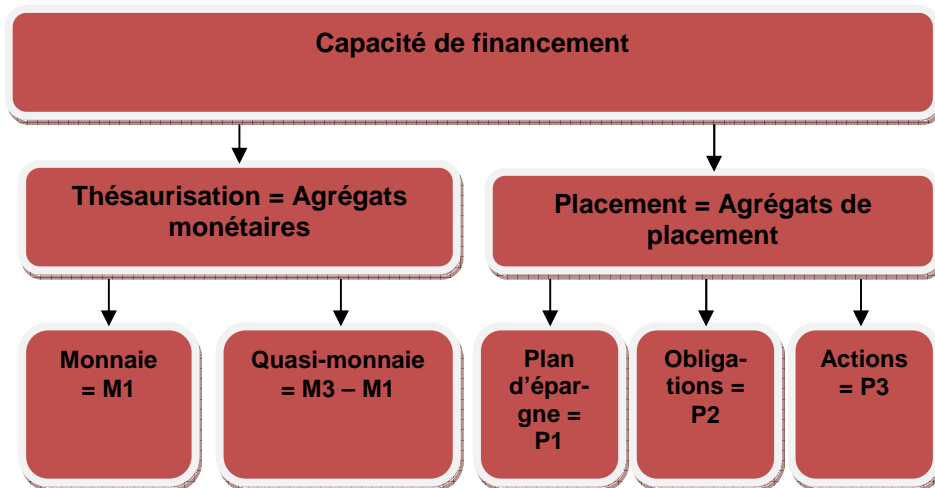 Capacité de financement
Thésaurisation = Agrégats
monétaires
Placement = Agrégats de
placement
Monnaie
= M1
Quasi-monnaie
= M3 – M1
Plan
d’épar-
gne =
P1
Obliga-
tions =
P2
Actions
= P3